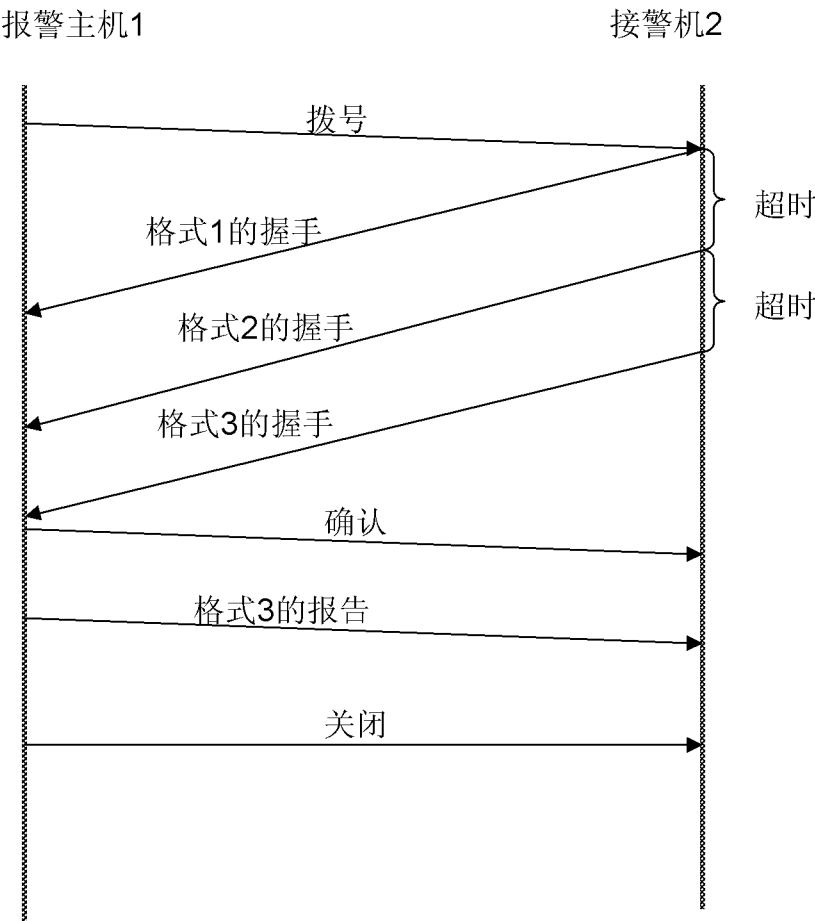 报警主机1
接警机2
拨号
超时
格式1的握手
超时
格式2的握手
格式3的握手
确认
格式3的报告
关闭